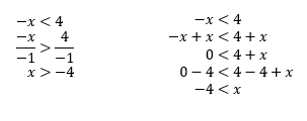 −x < 4
−x/−1 > 4/−1
x > −4
−x < 4
−x + x < 4 + x
0 < 4 + x
0 − 4 < 4 − 4 + x
−4 < x